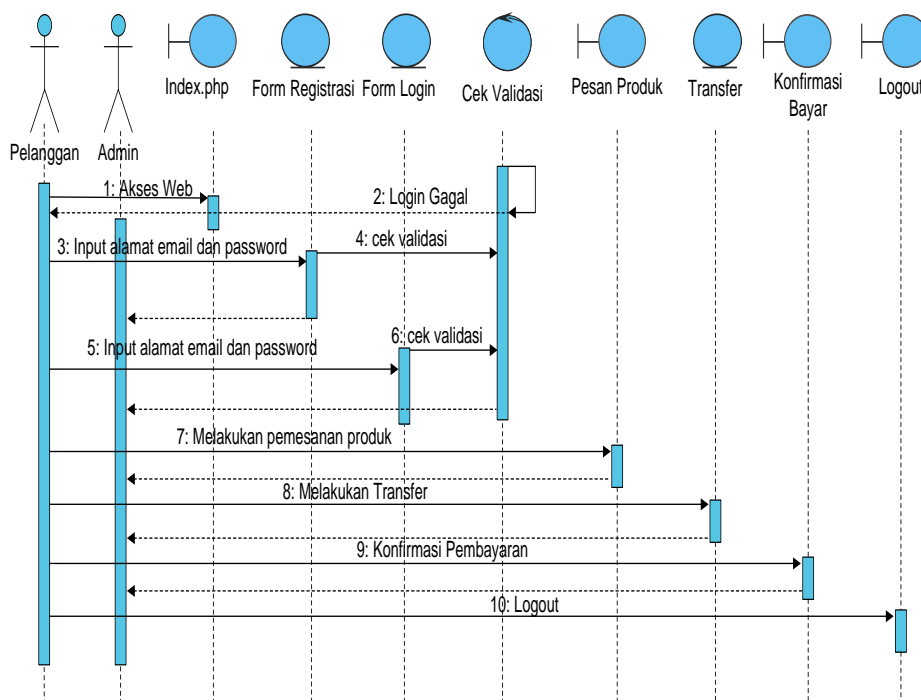 Index.php
Form Registrasi
Form Login
Cek Validasi
Pesan Produk
Transfer
Konfirmasi
Bayar
Logout
Pelanggan
Admin
1: Akses Web
2: Login Gagal
3: Input alamat email dan password
4: cek validasi
5: Input alamat email dan password
6: cek validasi
7: Melakukan pemesanan produk
8: Melakukan Transfer
9: Konfirmasi Pembayaran
10: Logout